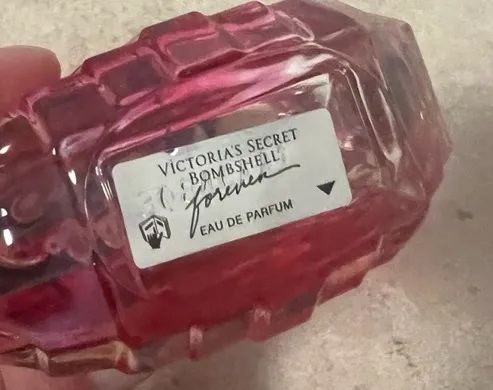 VICTORIA'S SECRET
BOMBSHELL
forever
EAU DE PARFUM